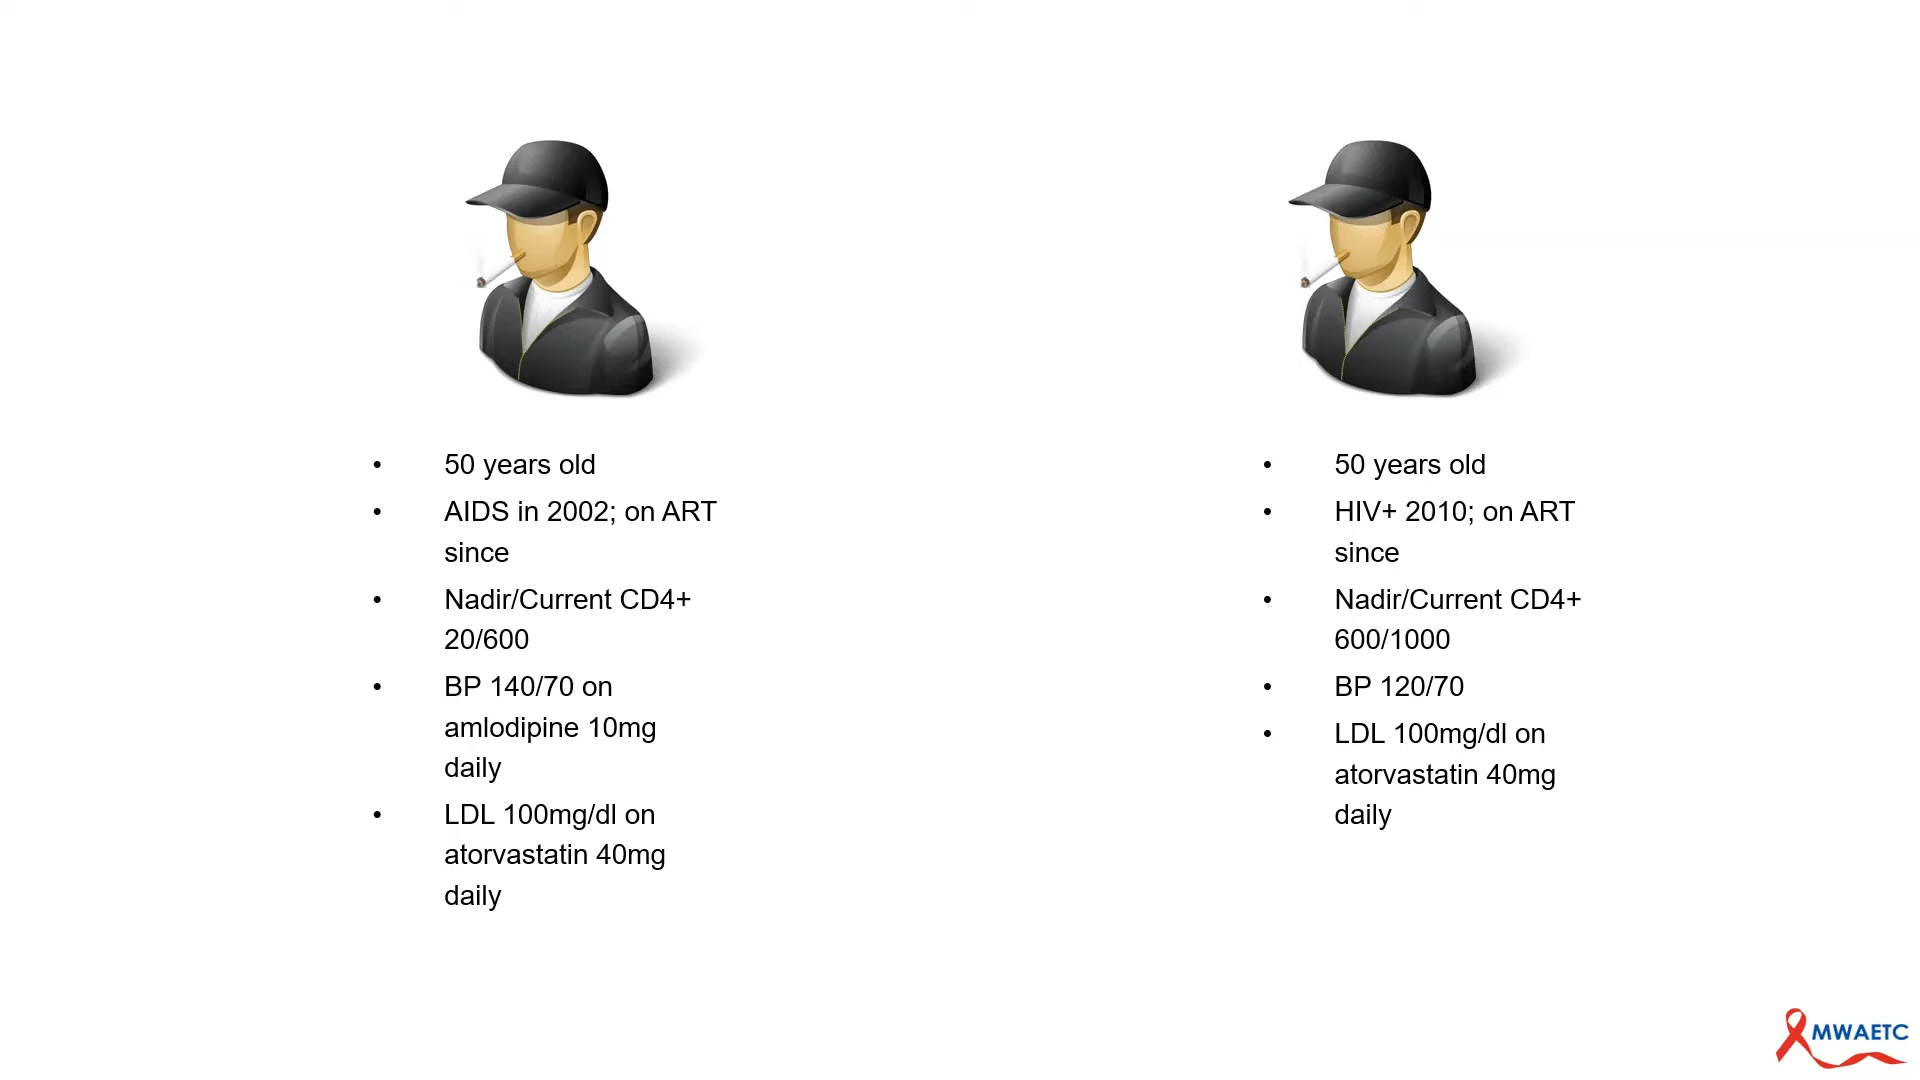 • 50 years old
• AIDS in 2002; on ART
since
• Nadir/Current CD4+
20/600
• BP 140/70 on
amlodipine 10mg
daily
• LDL 100mg/dl on
atorvastatin 40mg
daily
• 50 years old
• HIV+ 2010; on ART
since
• Nadir/Current CD4+
600/1000
• BP 120/70
• LDL 100mg/dl on
atorvastatin 40mg
daily
MWAETC